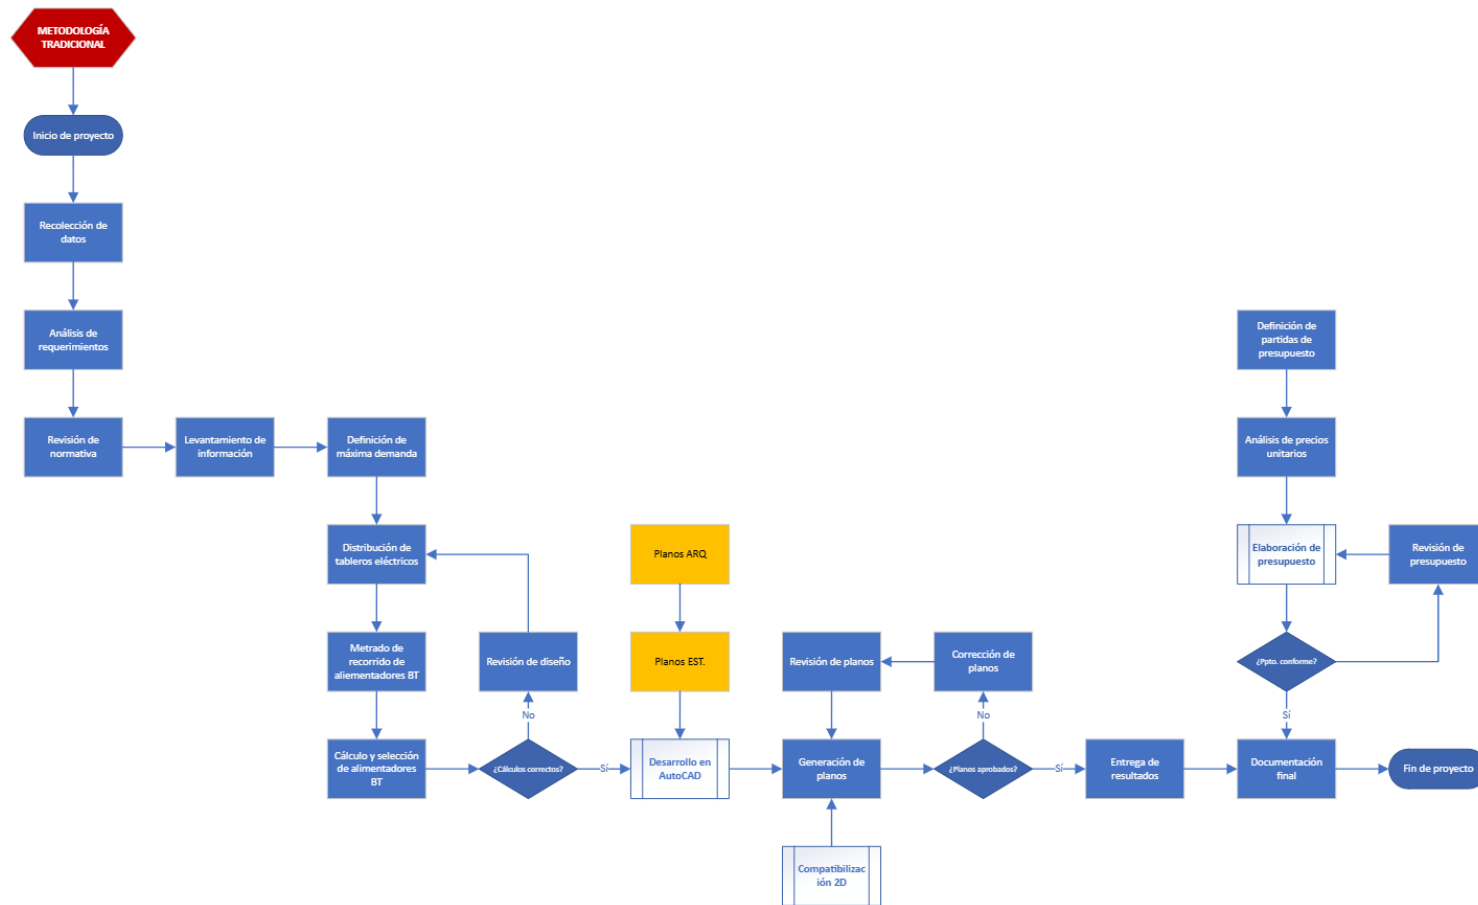 METODOLOGÍA
TRADICIONAL
Inicio de proyecto
Recolección de
datos
Análisis de
requerimientos
Revisión de
normativa
Levantamiento de
información
Definición de
máxima demanda
Distribución de
tableros eléctricos
Metrado de
recorrido de
aliementadores BT
Cálculo y selección
de alimentadores
BT
¿Cálculos correctos?
No
Revisión de diseño
Sí
Planos ARQ
Planos EST.
Desarrollo en
AutoCAD
Generación de
planos
Compatibilizac
ión 2D
Revisión de planos
¿Planos aprobados?
No
Corrección de
planos
Sí
Entrega de
resultados
Definición de
partidas de
presupuesto
Análisis de precios
unitarios
Elaboración de
presupuesto
Revisión de
presupuesto
¿Ppto. conforme?
Sí
Documentación
final
Fin de proyecto